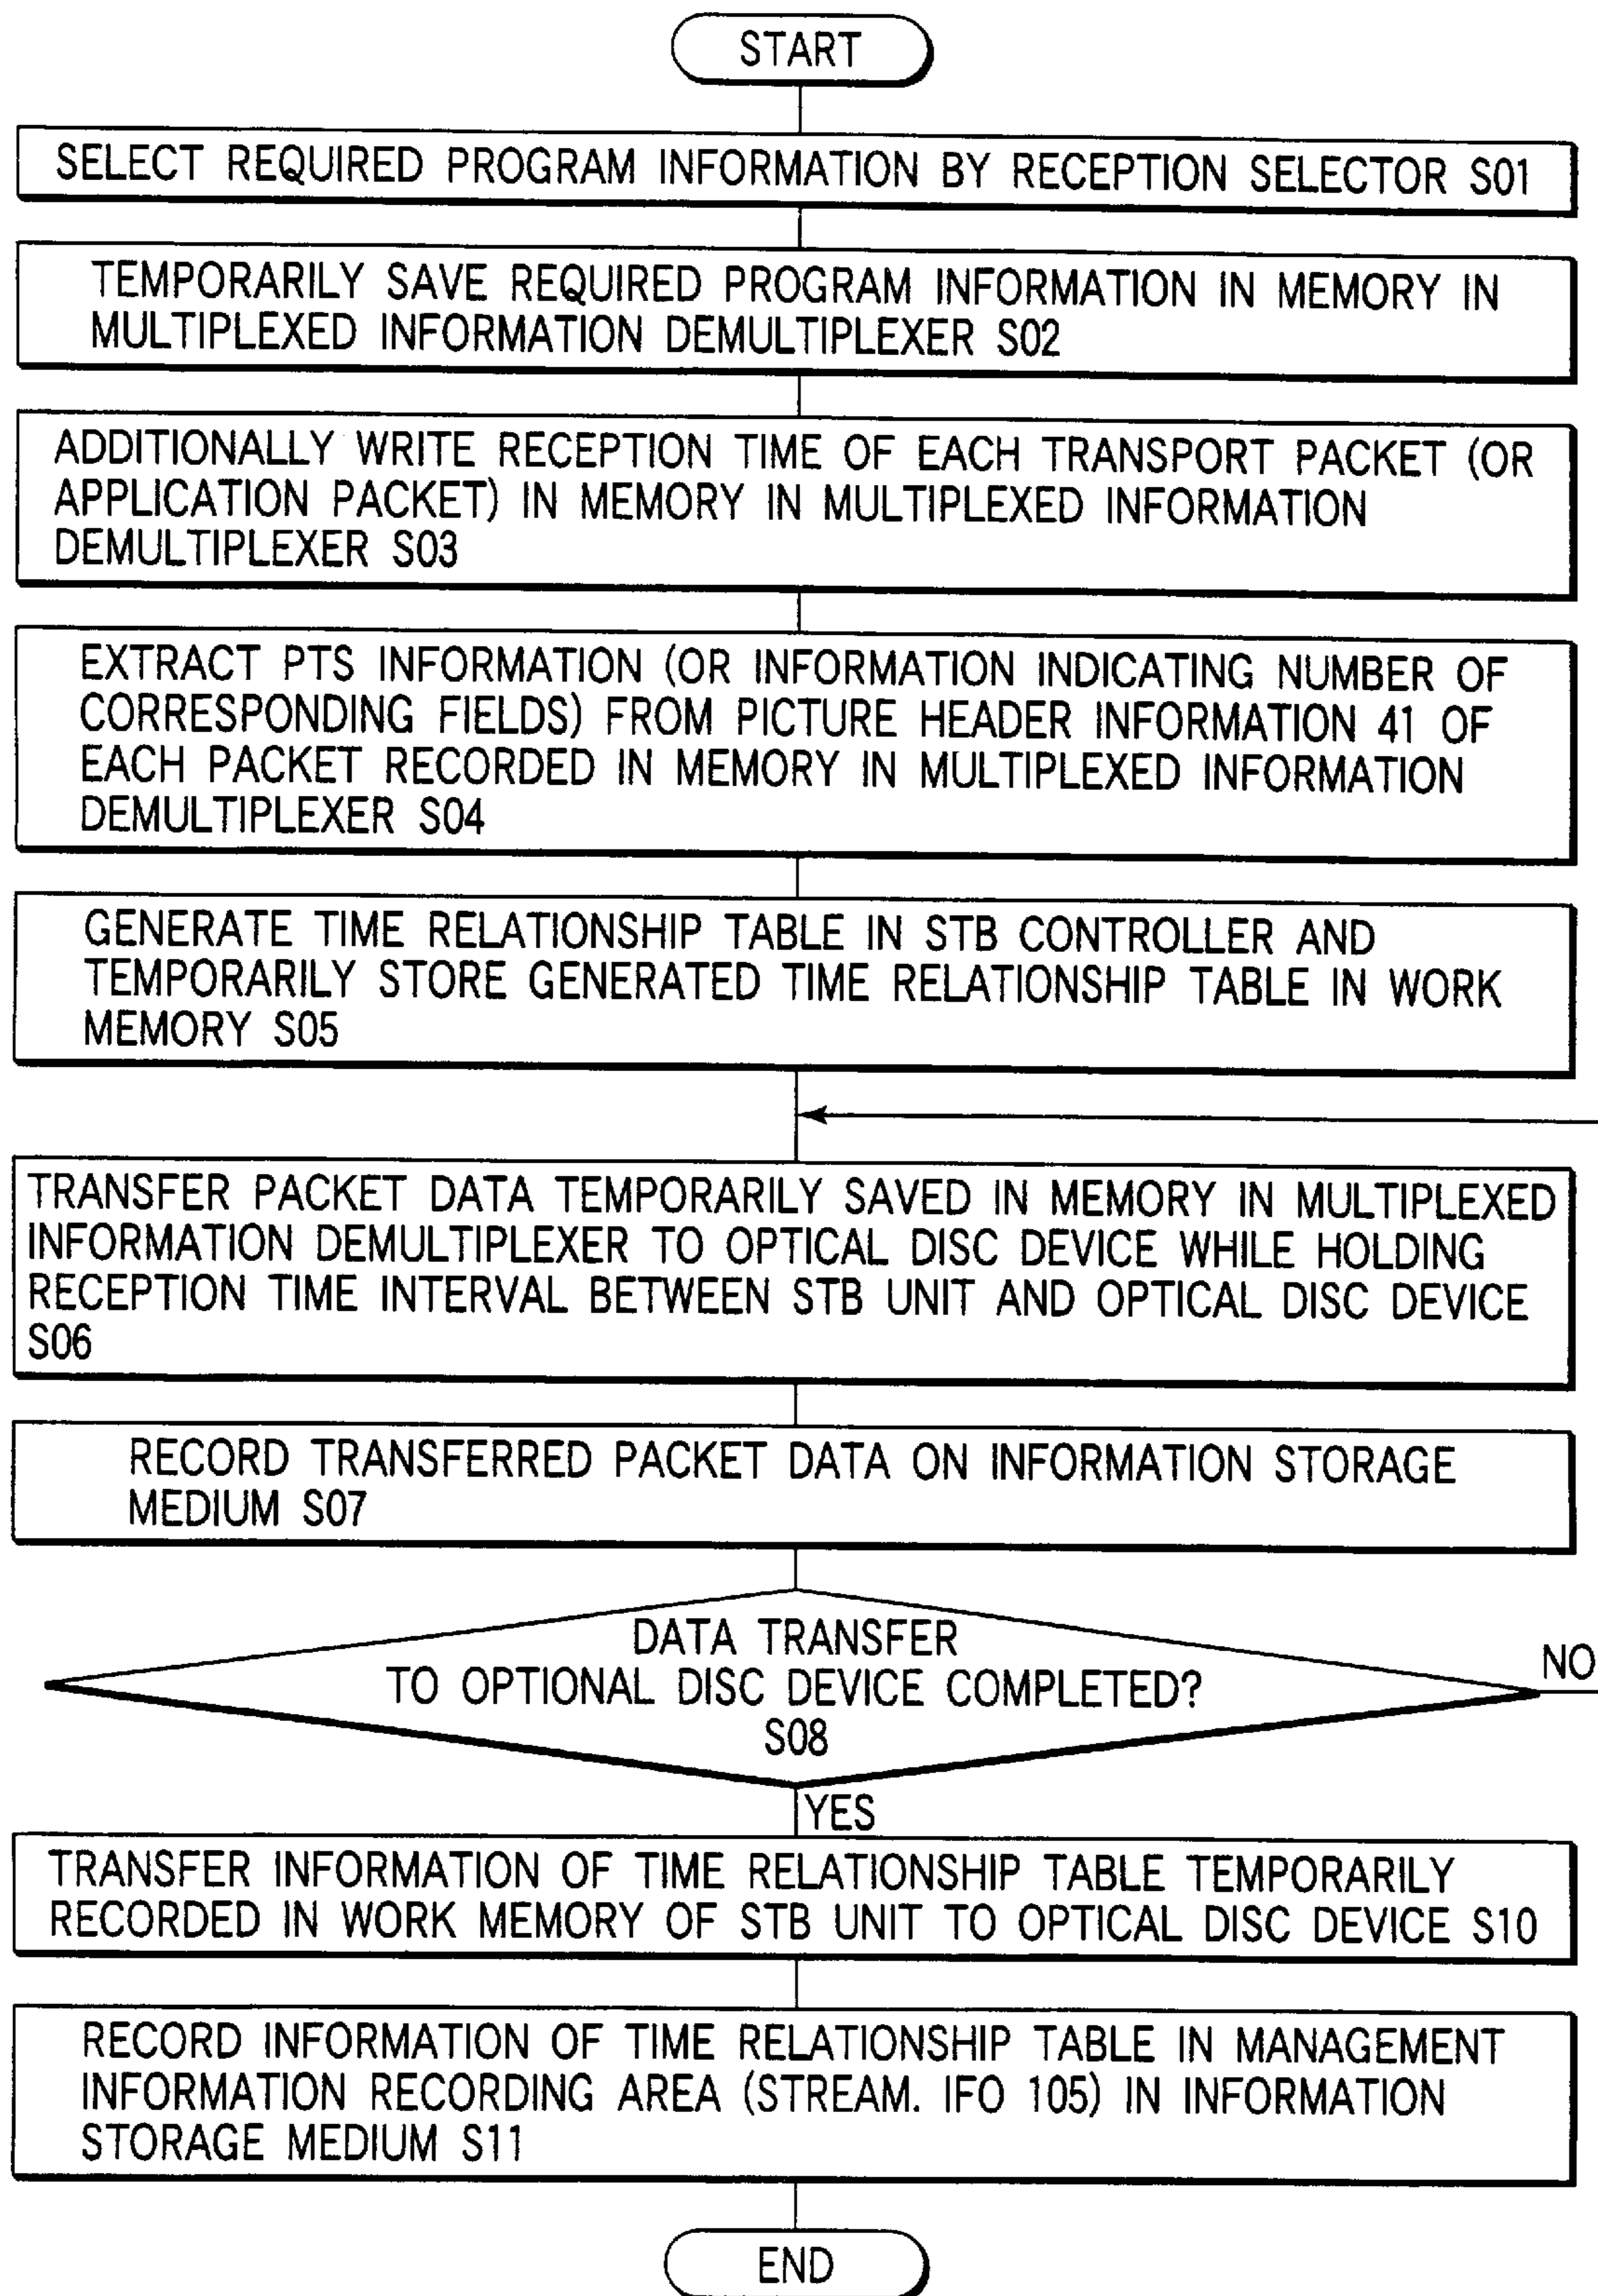 START
SELECT REQUIRED PROGRAM INFORMATION BY RECEPTION SELECTOR S01
TEMPORARILY SAVE REQUIRED PROGRAM INFORMATION IN MEMORY IN
MULTIPLEXED INFORMATION DEMULTIPLEXER S02
ADDITIONALLY WRITE RECEPTION TIME OF EACH TRANSPORT PACKET (OR
APPLICATION PACKET) IN MEMORY IN MULTIPLEXED INFORMATION
DEMULTIPLEXER S03
EXTRACT PTS INFORMATION (OR INFORMATION INDICATING NUMBER OF
CORRESPONDING FIELDS) FROM PICTURE HEADER INFORMATION 41 OF
EACH PACKET RECORDED IN MEMORY IN MULTIPLEXED INFORMATION
DEMULTIPLEXER S04
GENERATE TIME RELATIONSHIP TABLE IN STB CONTROLLER AND
TEMPORARILY STORE GENERATED TIME RELATIONSHIP TABLE IN WORK
MEMORY S05
TRANSFER PACKET DATA TEMPORARILY SAVED IN MEMORY IN MULTIPLEXED
INFORMATION DEMULTIPLEXER TO OPTICAL DISC DEVICE WHILE HOLDING
RECEPTION TIME INTERVAL BETWEEN STB UNIT AND OPTICAL DISC DEVICE
S06
RECORD TRANSFERRED PACKET DATA ON INFORMATION STORAGE
MEDIUM S07
DATA TRANSFER
TO OPTIONAL DISC DEVICE COMPLETED?
S08
NO
YES
TRANSFER INFORMATION OF TIME RELATIONSHIP TABLE TEMPORARILY
RECORDED IN WORK MEMORY OF STB UNIT TO OPTICAL DISC DEVICE S10
RECORD INFORMATION OF TIME RELATIONSHIP TABLE IN MANAGEMENT
INFORMATION RECORDING AREA (STREAM. IFO 105) IN INFORMATION
STORAGE MEDIUM S11
END